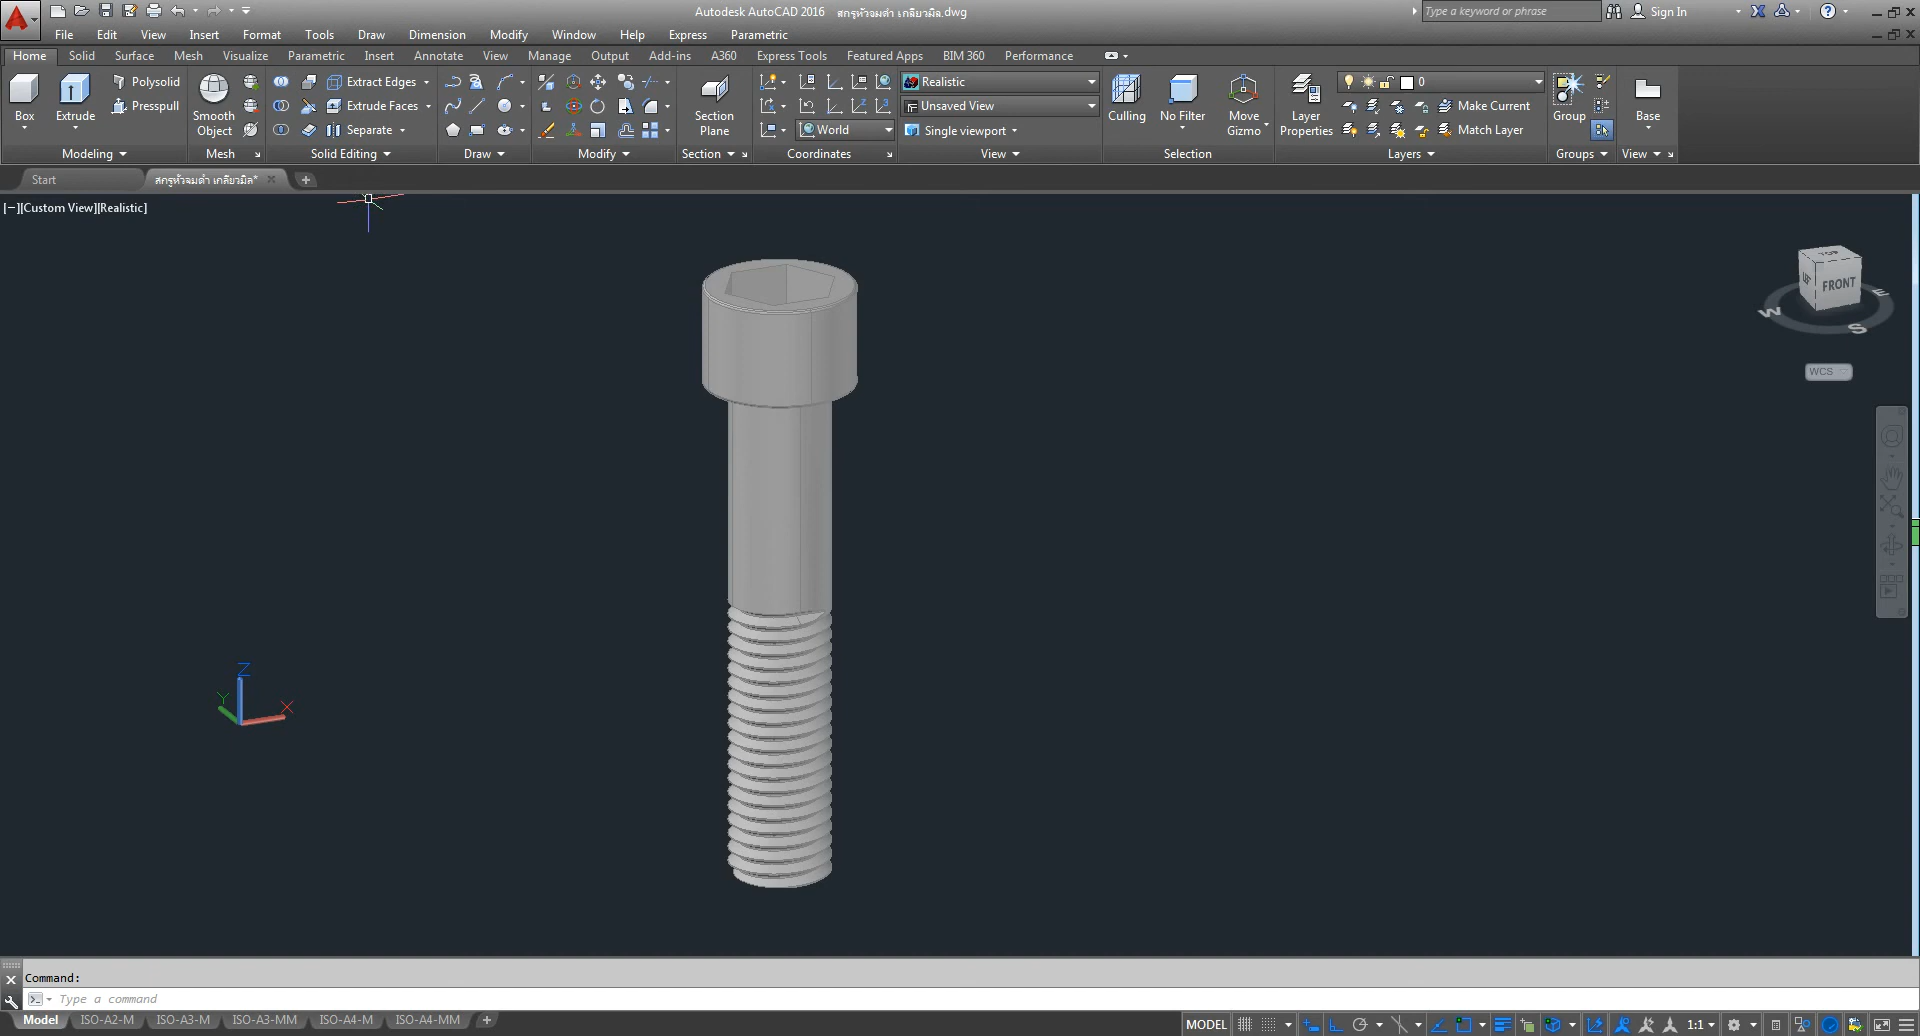 Autodesk AutoCAD 2016 สกรูหัวจมดำ เกลียวมิล.dwg
Type a keyword or phrase
Sign In
File Edit View Insert Format Tools Draw Dimension Modify Window Help Express Parametric
Home Solid Surface Mesh Visualize Parametric Insert Annotate View Manage Output Add-ins A360 Express Tools Featured Apps BIM 360 Performance
Polysolid
Extract Edges
Realistic
0
Presspull
Extrude Faces
Unsaved View
Make Current
Box
Extrude
Smooth Object
Separate
Section Plane
World
Single viewport
Culling
No Filter
Move Gizmo
Layer Properties
Match Layer
Group
Base
Modeling Mesh Solid Editing Draw Modify Section Coordinates View Selection Layers Groups View
Start
สกรูหัวจมดำ เกลียวมิล*
[−][Custom View][Realistic]
TOP
LEFT
FRONT
W
S
E
WCS
Z
Y
X
Command:
Type a command
Model ISO-A2-M ISO-A3-M ISO-A3-MM ISO-A4-M ISO-A4-MM
MODEL
1:1